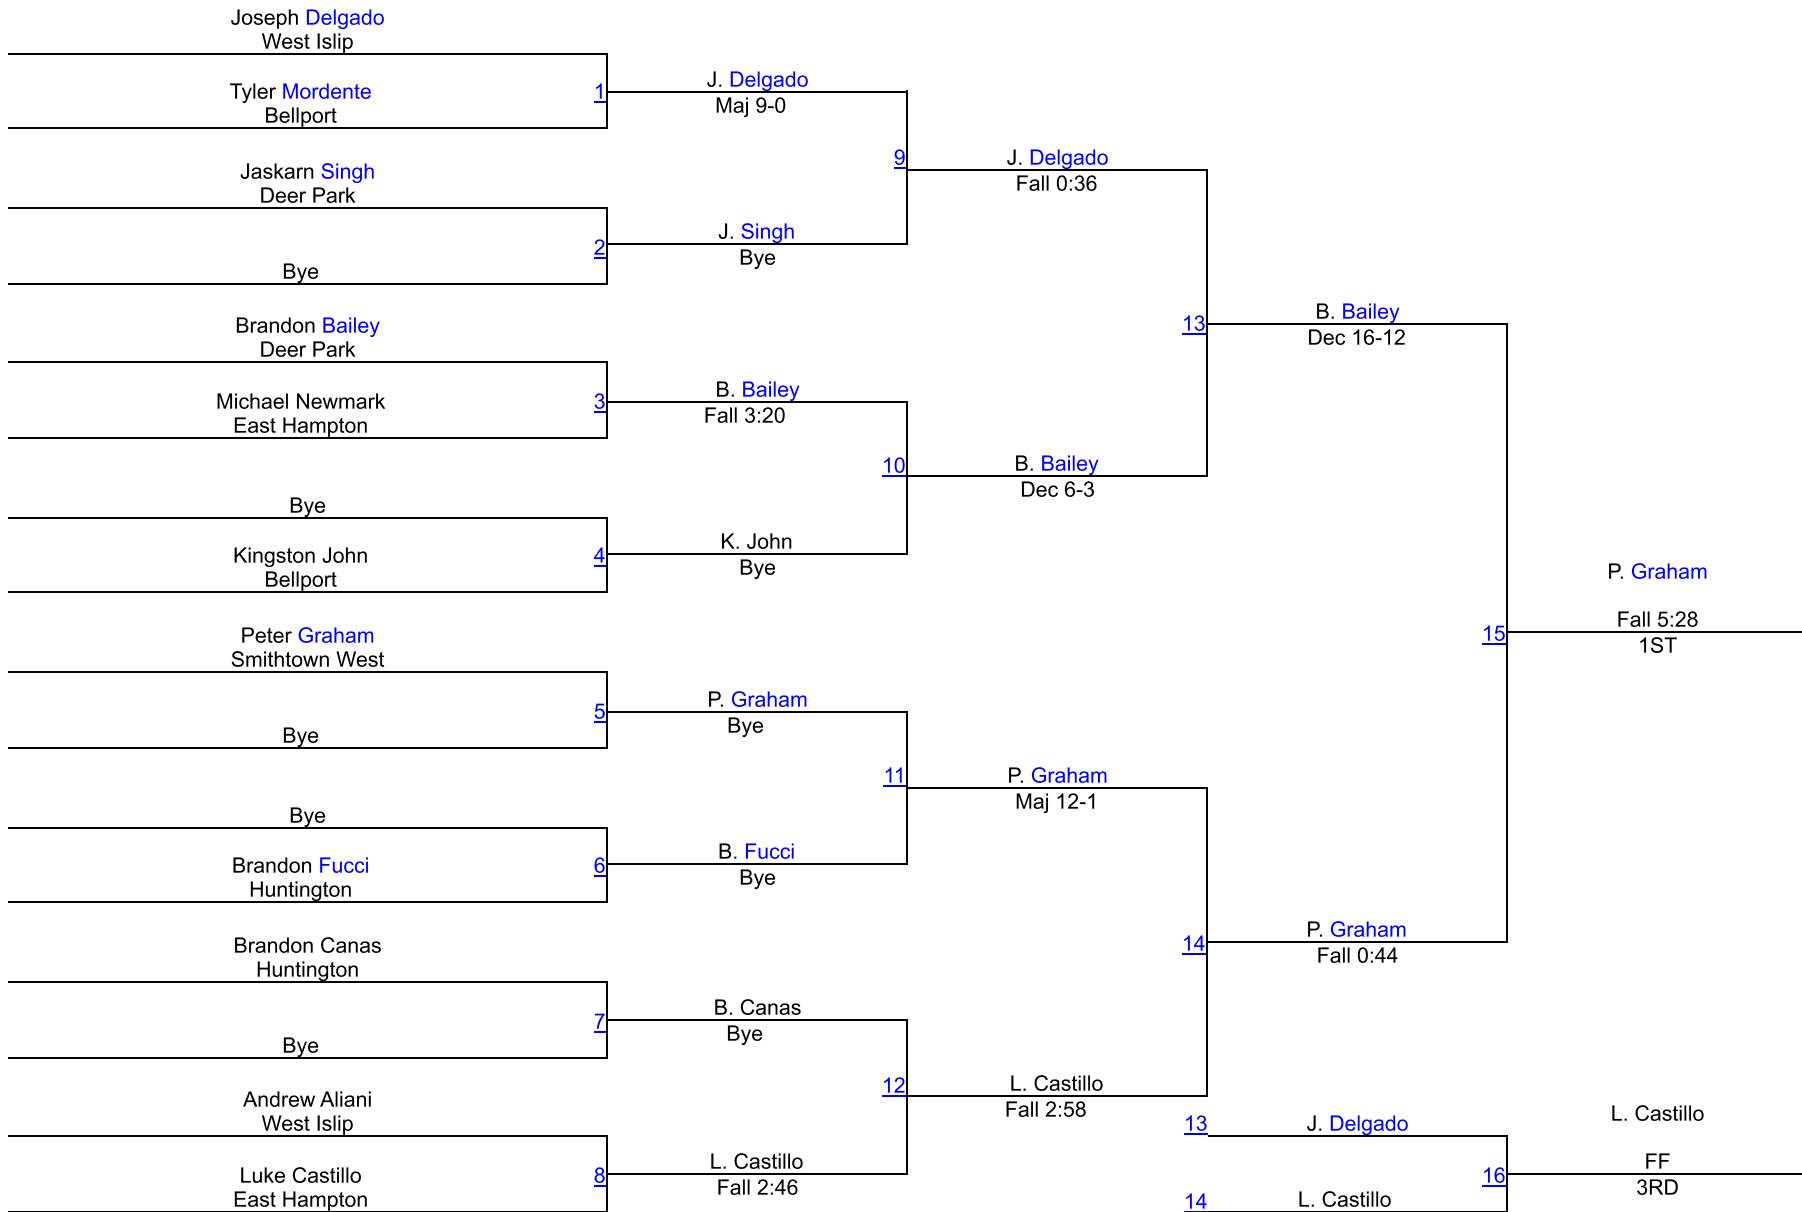 Joseph Delgado
West Islip
Tyler Mordente
Bellport
1
Jaskarn Singh
Deer Park
2
Bye
Brandon Bailey
Deer Park
Michael Newmark
East Hampton
3
Bye
Kingston John
Bellport
4
Peter Graham
Smithtown West
5
Bye
Bye
Brandon Fucci
Huntington
6
Brandon Canas
Huntington
7
Bye
Andrew Aliani
West Islip
Luke Castillo
East Hampton
8
J. Delgado
Maj 9-0
9
J. Singh
Bye
B. Bailey
Fall 3:20
10
K. John
Bye
P. Graham
Bye
11
B. Fucci
Bye
B. Canas
Bye
12
L. Castillo
Fall 2:46
J. Delgado
Fall 0:36
13
B. Bailey
Dec 6-3
P. Graham
Maj 12-1
14
L. Castillo
Fall 2:58
B. Bailey
Dec 16-12
15
P. Graham
Fall 0:44
P. Graham
Fall 5:28
1ST
13
J. Delgado
14
L. Castillo
16
L. Castillo
FF
3RD